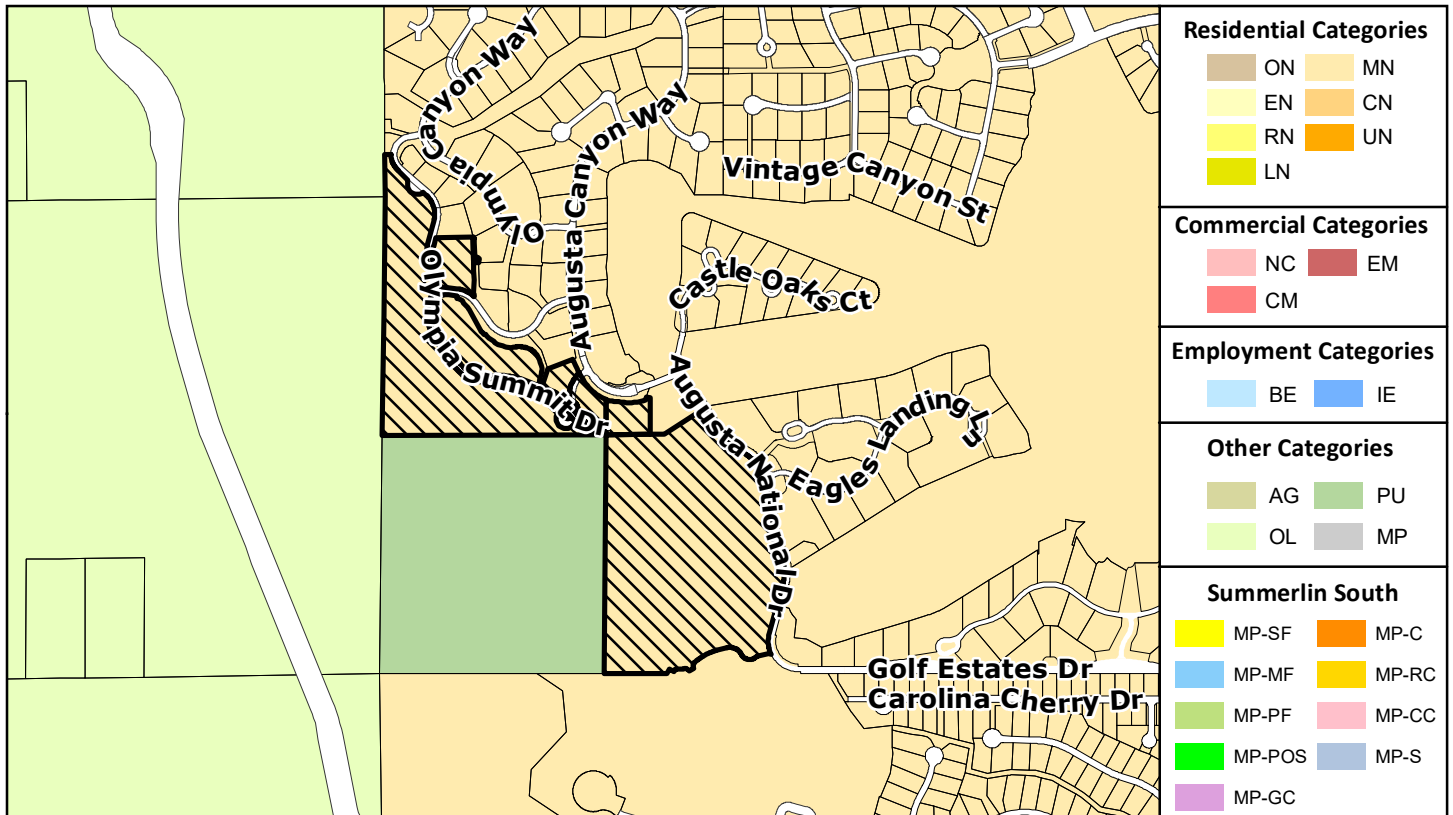 Canyon Way
Olympia
Augusta Canyon Way
Vintage Canyon St
Castle Oaks Ct
Olympia-Summit Dr
Augusta-National-Dr
Eagles Landing Ln
Golf Estates Dr
Carolina Cherry Dr
Residential Categories
ON MN
EN CN
RN UN
LN
Commercial Categories
NC EM
CM
Employment Categories
BE IE
Other Categories
AG PU
OL MP
Summerlin South
MP-SF MP-C
MP-MF MP-RC
MP-PF MP-CC
MP-POS MP-S
MP-GC